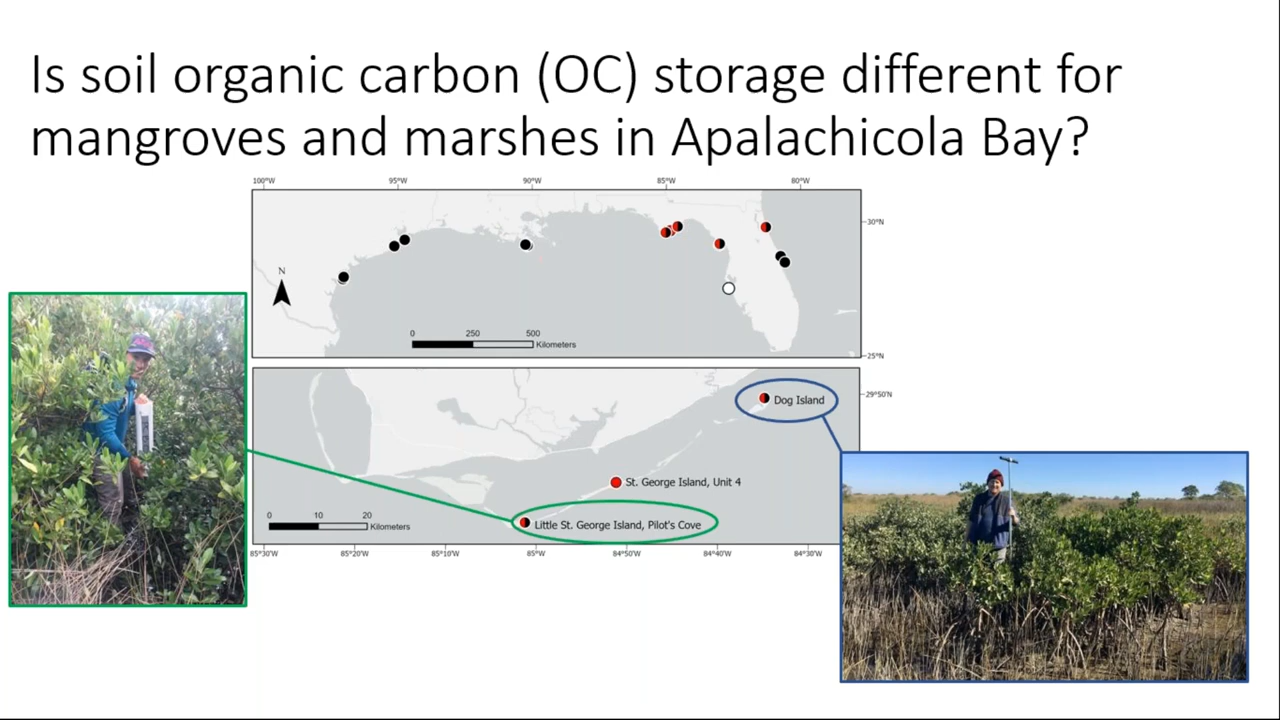 Is soil organic carbon (OC) storage different for
mangroves and marshes in Apalachicola Bay?
100°W 95°W 90°W 85°W 80°W
30°N
N
0 250 500
Kilometers
25°N
29°50'N
Dog Island
St. George Island, Unit 4
Little St. George Island, Pilot's Cove
0 10 20
Kilometers
85°30'W 85°20'W 85°10'W 85°W 84°50'W 84°40'W 84°30'W